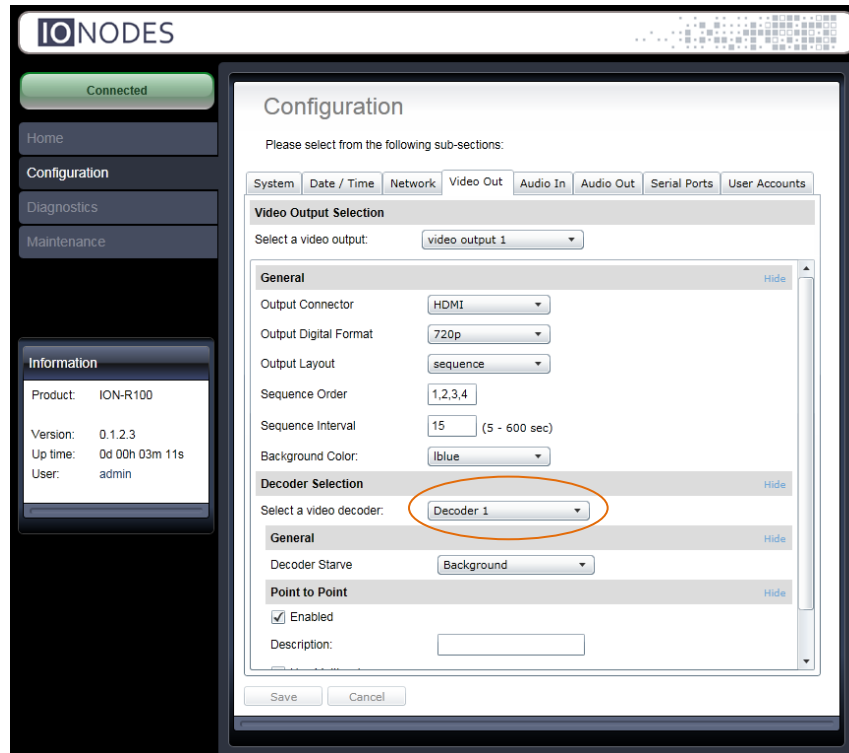 IONODES
Connected
Home
Configuration
Diagnostics
Maintenance
Information
Product: ION-R100
Version: 0.1.2.3
Up time: 0d 00h 03m 11s
User: admin
Configuration
Please select from the following sub-sections:
System Date / Time Network Video Out Audio In Audio Out Serial Ports User Accounts
Video Output Selection
Select a video output: video output 1
General Hide
Output Connector HDMI
Output Digital Format 720p
Output Layout sequence
Sequence Order 1,2,3,4
Sequence Interval 15 (5 - 600 sec)
Background Color: lblue
Decoder Selection Hide
Select a video decoder: Decoder 1
General Hide
Decoder Starve Background
Point to Point Hide
Enabled
Description:
Save Cancel